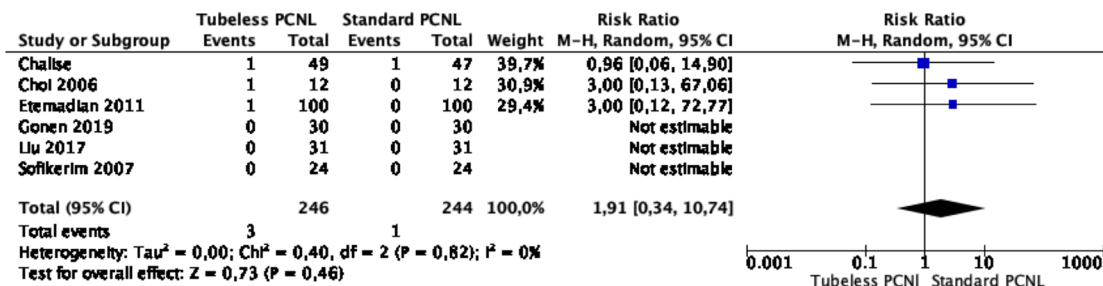 Tubeless PCNL Standard PCNL Risk Ratio Risk Ratio
Study or Subgroup Events Total Events Total Weight M-H, Random, 95% CI M-H, Random, 95% CI
Chalise 1 49 1 47 39,7% 0,96 [0,06, 14,90]
Choi 2006 1 12 0 12 30,9% 3,00 [0,13, 67,06]
Etemadian 2011 1 100 0 100 29,4% 3,00 [0,12, 72,77]
Gonen 2019 0 30 0 30 Not estimable
Liu 2017 0 31 0 31 Not estimable
Sofikerim 2007 0 24 0 24 Not estimable
Total (95% CI) 246 244 100,0% 1,91 [0,34, 10,74]
Total events 3 1
Heterogeneity: Tau² = 0,00; Chi² = 0,40, df = 2 (P = 0,82); I² = 0%
Test for overall effect: Z = 0,73 (P = 0,46)
0.001 0.1 1 10 1000
Tubeless PCNL Standard PCNL